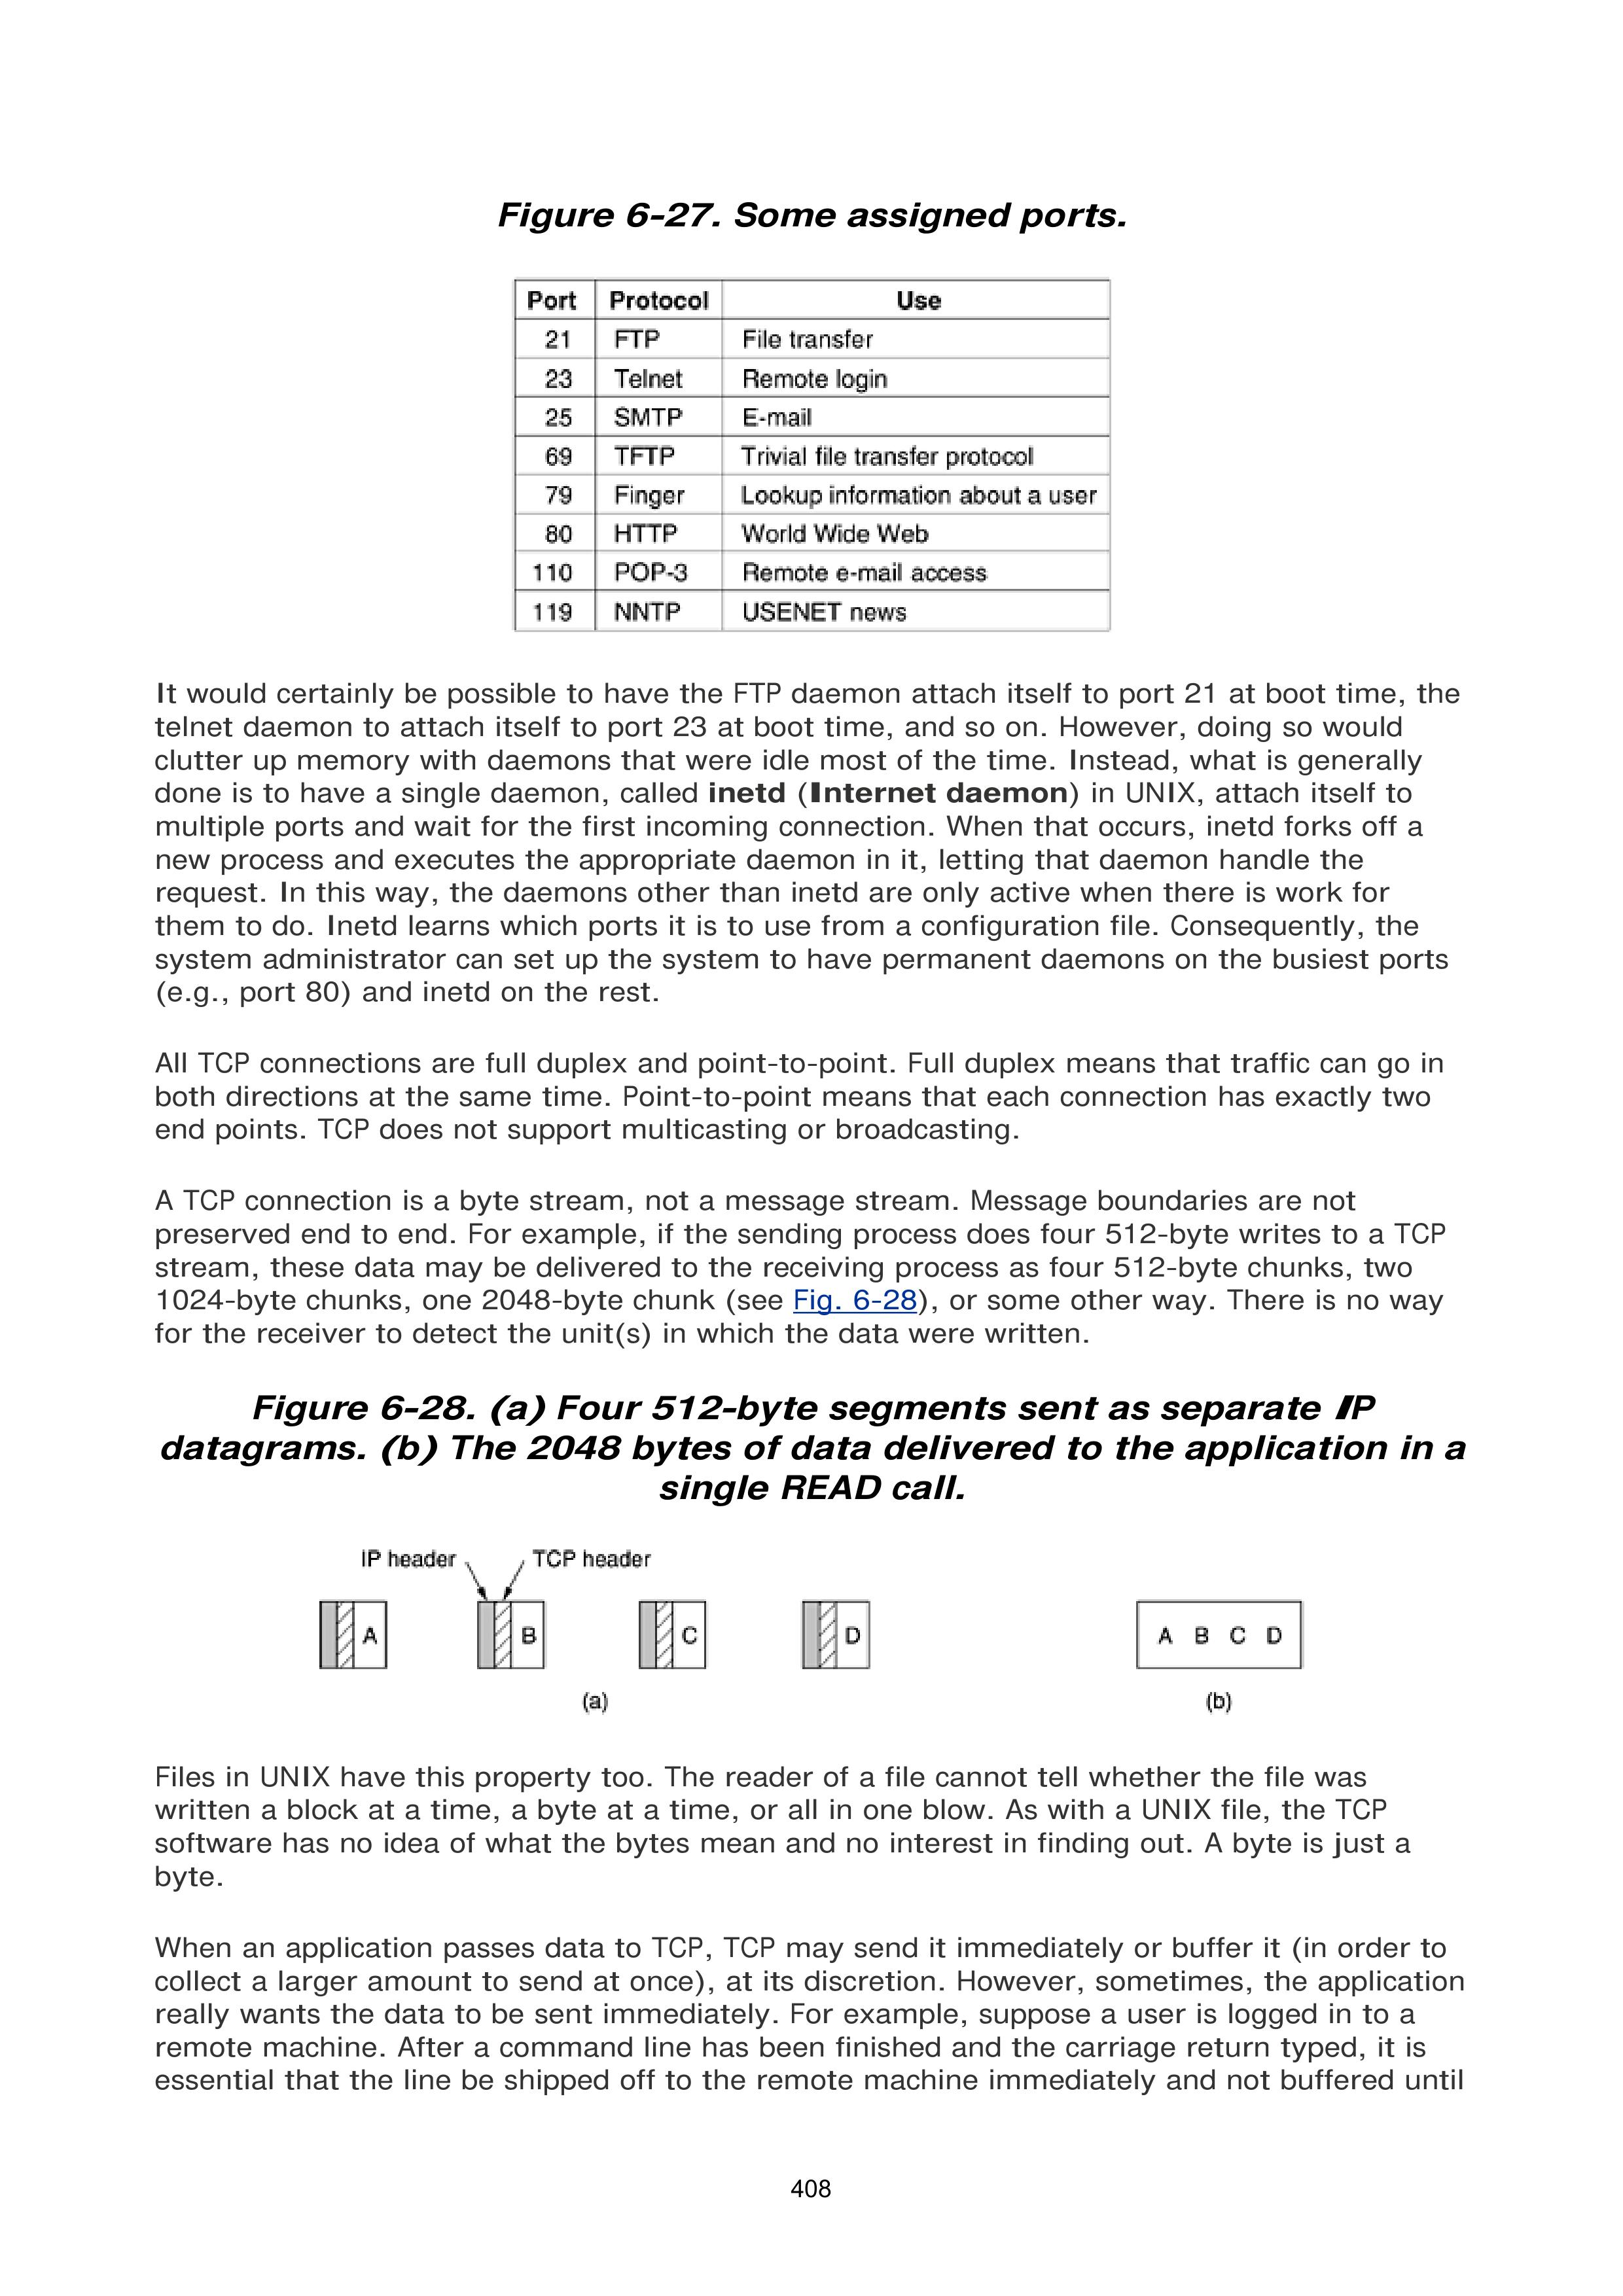 Figure 6-27. Some assigned ports.
Port Protocol Use
21 FTP File transfer
23 Telnet Remote login
25 SMTP E-mail
69 TFTP Trivial file transfer protocol
79 Finger Lookup information about a user
80 HTTP World Wide Web
110 POP-3 Remote e-mail access
119 NNTP USENET news
It would certainly be possible to have the FTP daemon attach itself to port 21 at boot time, the
telnet daemon to attach itself to port 23 at boot time, and so on. However, doing so would
clutter up memory with daemons that were idle most of the time. Instead, what is generally
done is to have a single daemon, called inetd (Internet daemon) in UNIX, attach itself to
multiple ports and wait for the first incoming connection. When that occurs, inetd forks off a
new process and executes the appropriate daemon in it, letting that daemon handle the
request. In this way, the daemons other than inetd are only active when there is work for
them to do. Inetd learns which ports it is to use from a configuration file. Consequently, the
system administrator can set up the system to have permanent daemons on the busiest ports
(e.g., port 80) and inetd on the rest.
All TCP connections are full duplex and point-to-point. Full duplex means that traffic can go in
both directions at the same time. Point-to-point means that each connection has exactly two
end points. TCP does not support multicasting or broadcasting.
A TCP connection is a byte stream, not a message stream. Message boundaries are not
preserved end to end. For example, if the sending process does four 512-byte writes to a TCP
stream, these data may be delivered to the receiving process as four 512-byte chunks, two
1024-byte chunks, one 2048-byte chunk (see Fig. 6-28), or some other way. There is no way
for the receiver to detect the unit(s) in which the data were written.
Figure 6-28. (a) Four 512-byte segments sent as separate IP
datagrams. (b) The 2048 bytes of data delivered to the application in a
single READ call.
IP header TCP header
A B C D A B C D
(a) (b)
Files in UNIX have this property too. The reader of a file cannot tell whether the file was
written a block at a time, a byte at a time, or all in one blow. As with a UNIX file, the TCP
software has no idea of what the bytes mean and no interest in finding out. A byte is just a
byte.
When an application passes data to TCP, TCP may send it immediately or buffer it (in order to
collect a larger amount to send at once), at its discretion. However, sometimes, the application
really wants the data to be sent immediately. For example, suppose a user is logged in to a
remote machine. After a command line has been finished and the carriage return typed, it is
essential that the line be shipped off to the remote machine immediately and not buffered until
408